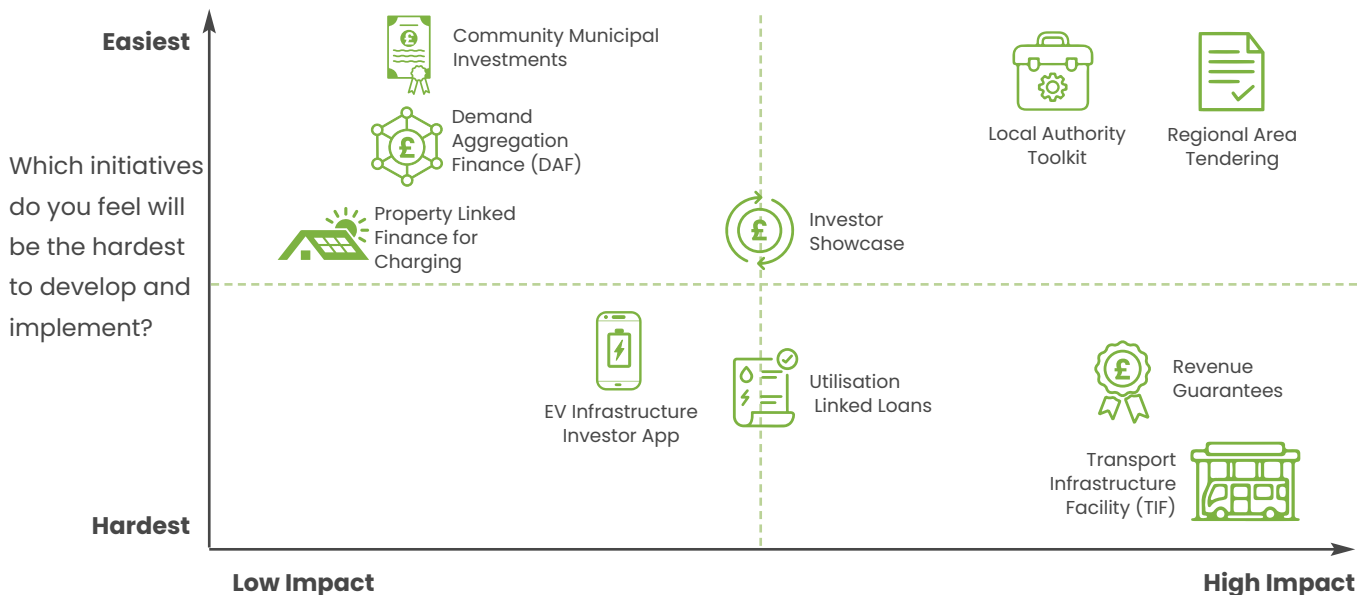 Easiest
Which initiatives
do you feel will
be the hardest
to develop and
implement?
Hardest
£
Community Municipal
Investments
£
Demand
Aggregation
Finance (DAF)
Property Linked
Finance for
Charging
Local Authority
Toolkit
Regional Area
Tendering
£
Investor
Showcase
EV Infrastructure
Investor App
Utilisation
Linked Loans
£
Revenue
Guarantees
Transport
Infrastructure
Facility (TIF)
Low Impact
High Impact